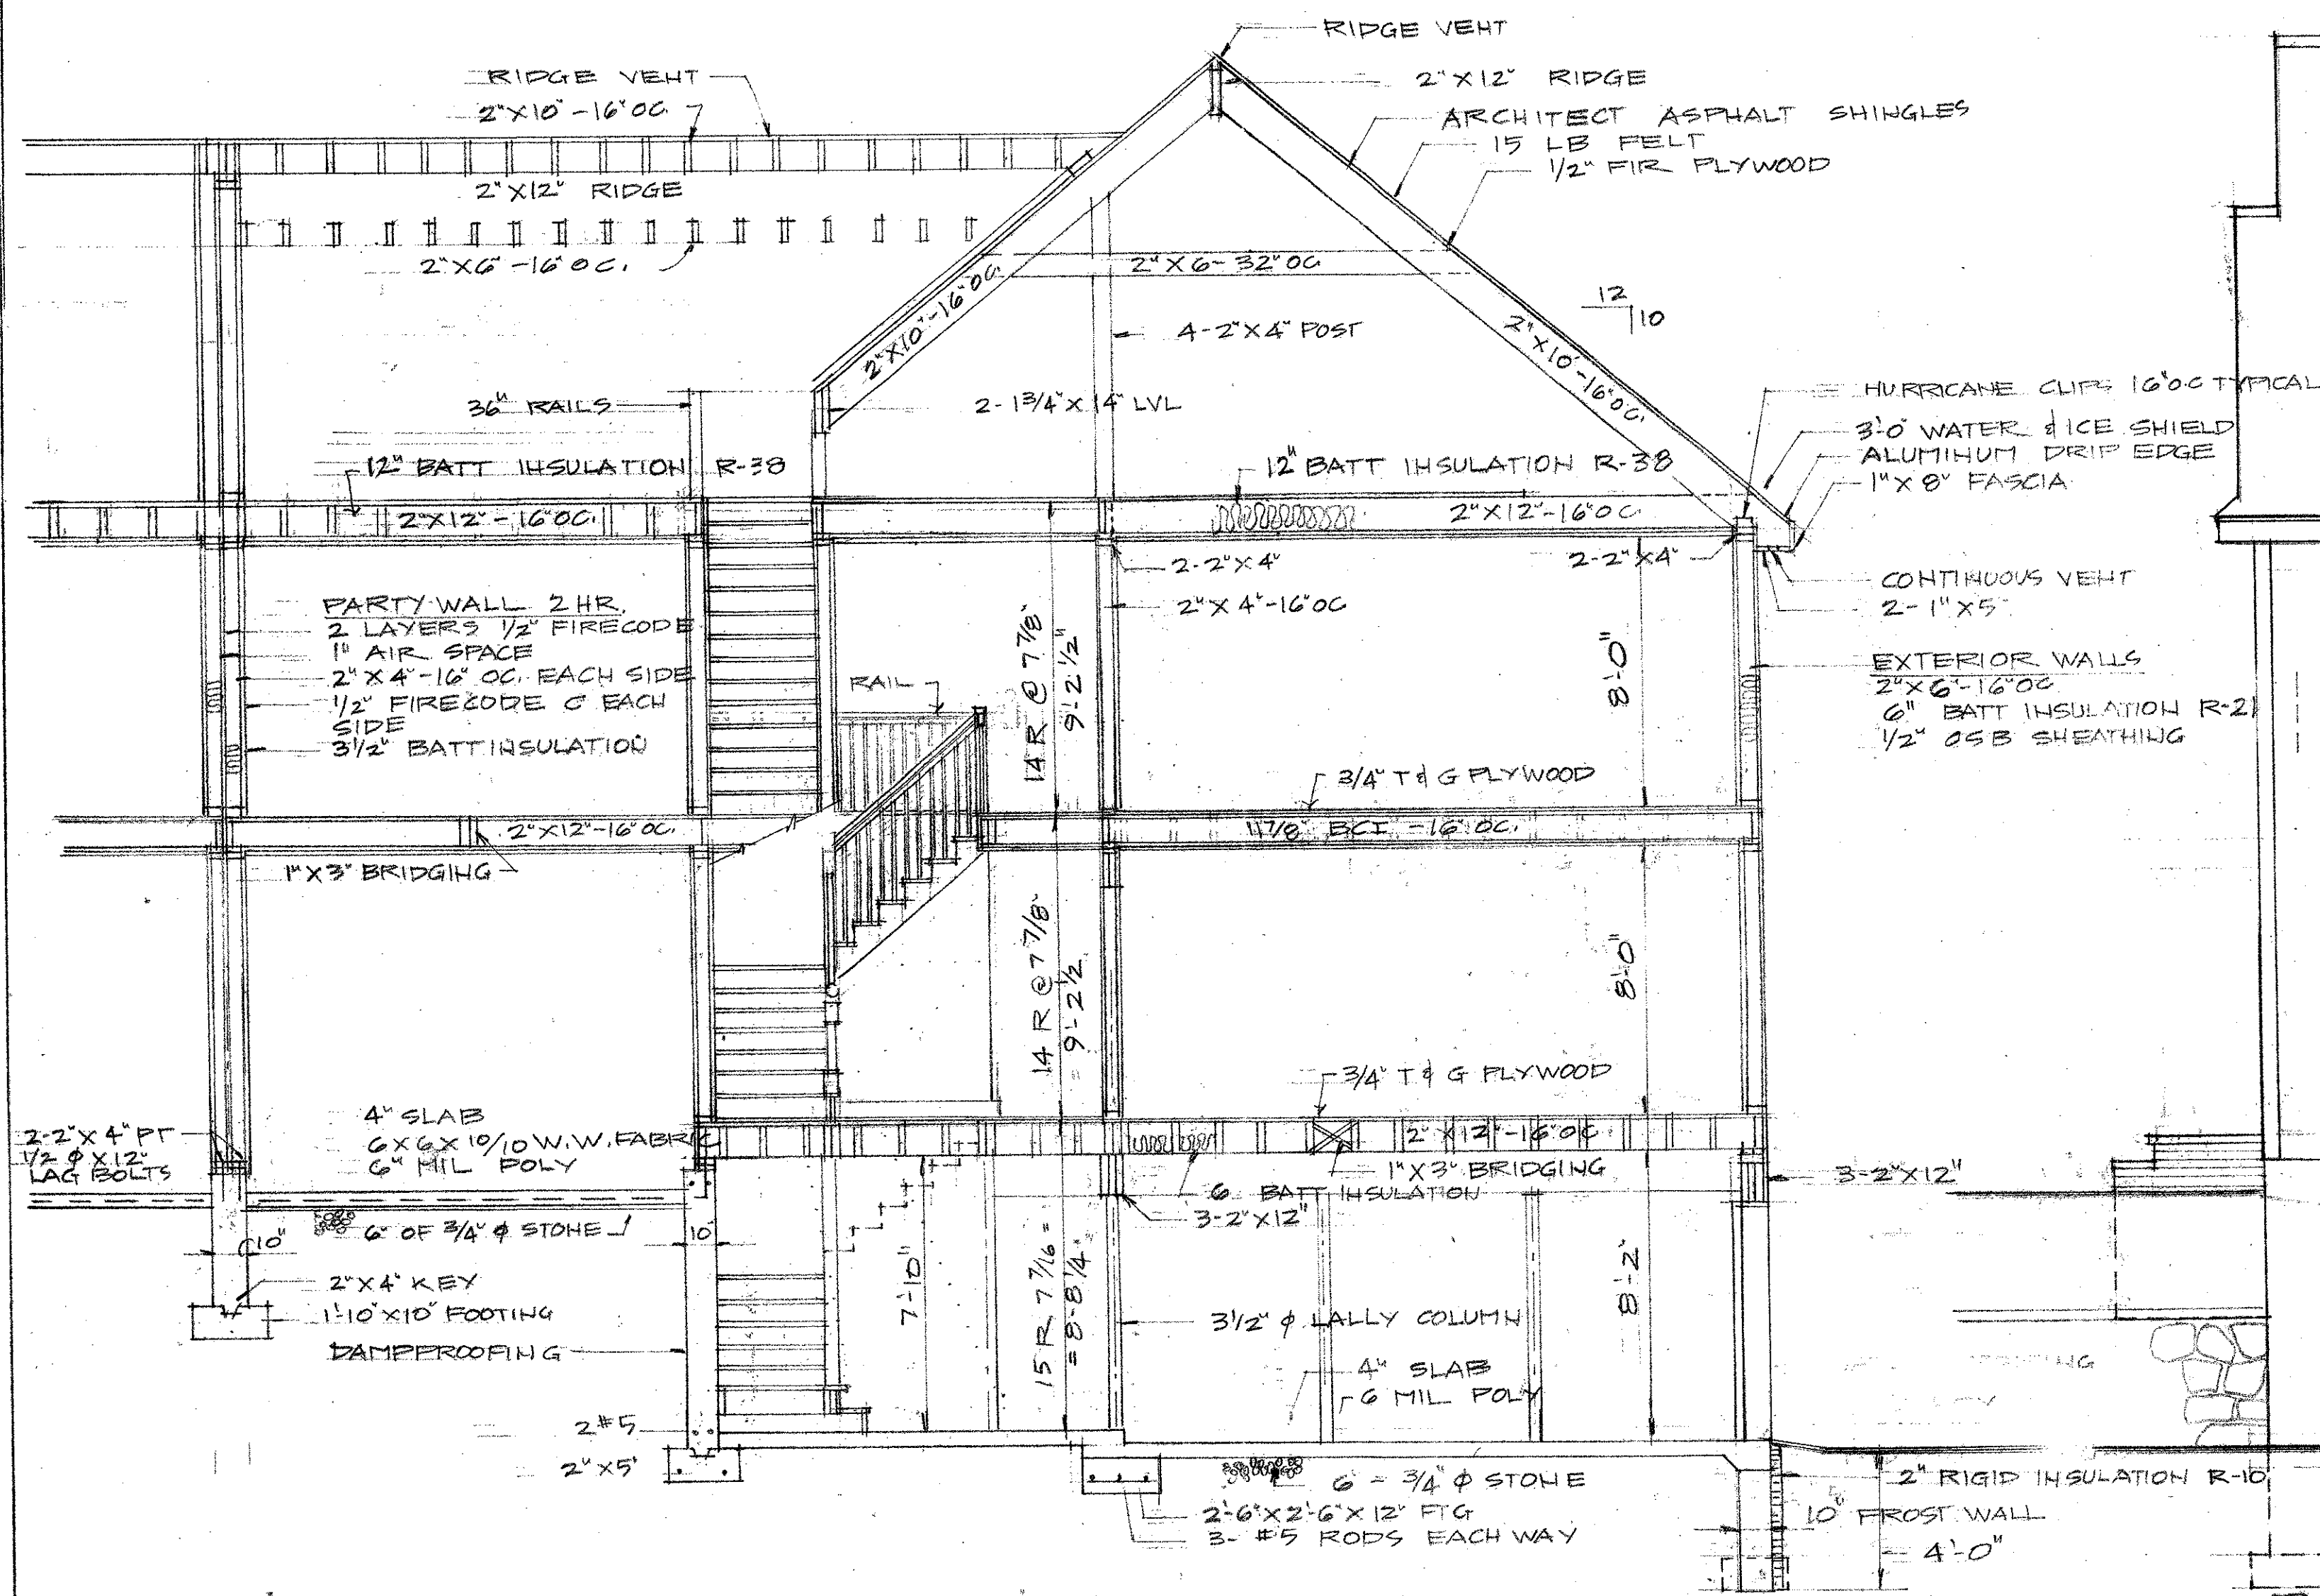 RIDGE VENT
2"X12" RIDGE
ARCHITECT ASPHALT SHINGLES
15 LB FELT
1/2" FIR PLYWOOD
RIDGE VENT
2"X10"-16"OC.
2"X12" RIDGE
2"X6"-16"OC.
2"X10"-16"OC.
2"X6-32"OC
4-2"X4" POST
12
10
2"X10"-16"OC.
36" RAILS
2-1 3/4"X14" LVL
HURRICANE CLIPS 16"O.C TYPICAL
3'-0" WATER & ICE SHIELD
ALUMINUM DRIP EDGE
1"X8" FASCIA
12" BATT INSULATION R-38
12" BATT INSULATION R-38
2"X12"-16"OC.
2"X12"-16"OC.
2-2"X4"
2-2"X4"
2"X4"-16"OC
CONTINUOUS VENT
2-1"X5"
PARTY WALL 2 HR.
2 LAYERS 1/2" FIRECODE
1" AIR SPACE
2"X4"-16" OC. EACH SIDE
1/2" FIRECODE C EACH
SIDE
3 1/2" BATT INSULATION
RAIL
14 R @ 7 7/8"
9'-2 1/2"
8'-0"
EXTERIOR WALLS
2"X6"-16"OC
6" BATT INSULATION R-21
1/2" OSB SHEATHING
3/4" T & G PLYWOOD
2"X12"-16"OC.
11 7/8" BCI -16"OC.
1"X3" BRIDGING
14 R @ 7 7/8"
= 9'-2 1/2
8'-0"
3/4" T & G PLYWOOD
4" SLAB
6X6X10/10 W.W. FABRIC
6" MIL POLY
2-2"X4" PT
1/2 φ X12"
LAG BOLTS
2"X12"-16"OC
1"X3" BRIDGING
6 BATT INSULATION
3-2"X12"
3-2"X12"
6" OF 3/4" φ STONE
10"
10"
2"X4" KEY
1'-10"X10" FOOTING
DAMPPROOFING
7'-10"
15 R 7 7/16 =
=8'-8 1/4"
3 1/2" φ LALLY COLUMN
8'-2"
4" SLAB
6 MIL POLY
2 #5
2"X5"
6 - 3/4" φ STONE
2'-6"X2'-6"X12" FTG
3- #5 RODS EACH WAY
2" RIGID INSULATION R-10
10" FROST WALL
4'-0"